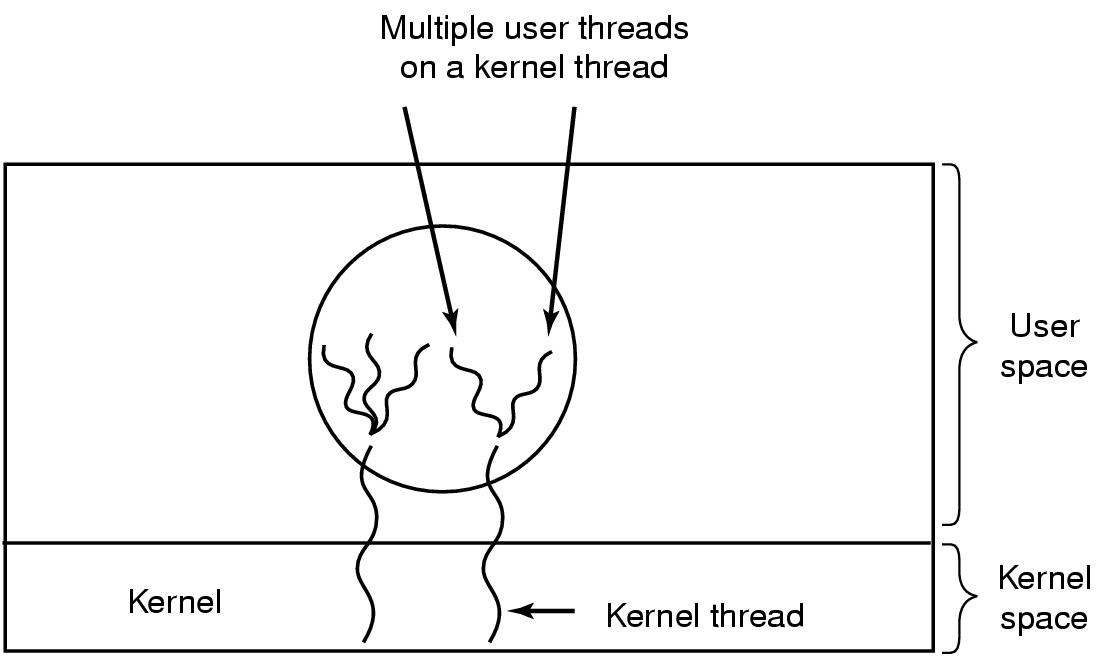 Multiple user threads
on a kernel thread
User
space
Kernel
Kernel thread
Kernel
space